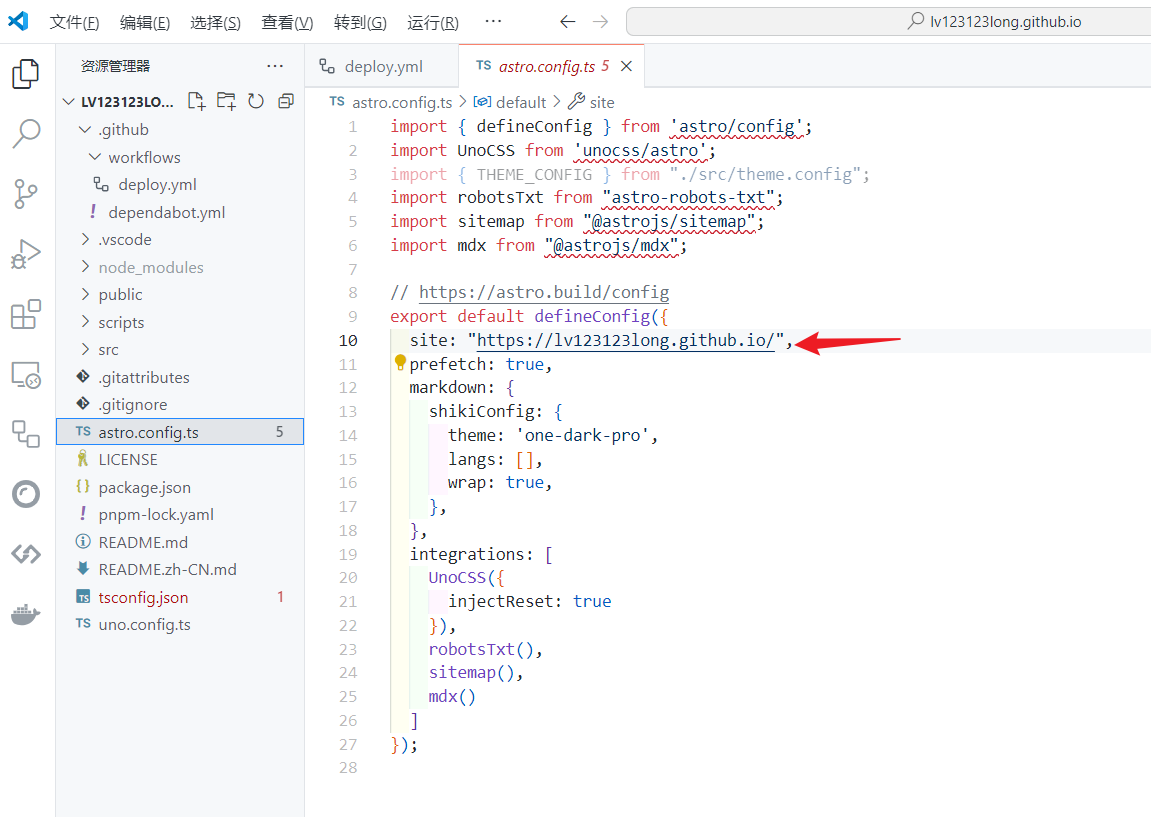 文件(F) 编辑(E) 选择(S) 查看(V) 转到(G) 运行(R) ··· lv123123long.github.io
资源管理器 ···
LV123123LO...
.github
workflows
deploy.yml
! dependabot.yml
.vscode
node_modules
public
scripts
src
.gitattributes
.gitignore
TS astro.config.ts 5
LICENSE
{} package.json
! pnpm-lock.yaml
README.md
README.zh-CN.md
TS tsconfig.json 1
TS uno.config.ts
deploy.yml
TS astro.config.ts 5
TS astro.config.ts > default > site
1 import { defineConfig } from 'astro/config';
2 import UnoCSS from 'unocss/astro';
3 import { THEME_CONFIG } from "./src/theme.config";
4 import robotsTxt from "astro-robots-txt";
5 import sitemap from "@astrojs/sitemap";
6 import mdx from "@astrojs/mdx";
7
8 // https://astro.build/config
9 export default defineConfig({
10 site: "https://lv123123long.github.io/",
11 prefetch: true,
12 markdown: {
13 shikiConfig: {
14 theme: 'one-dark-pro',
15 langs: [],
16 wrap: true,
17 },
18 },
19 integrations: [
20 UnoCSS({
21 injectReset: true
22 }),
23 robotsTxt(),
24 sitemap(),
25 mdx()
26 ]
27 });
28